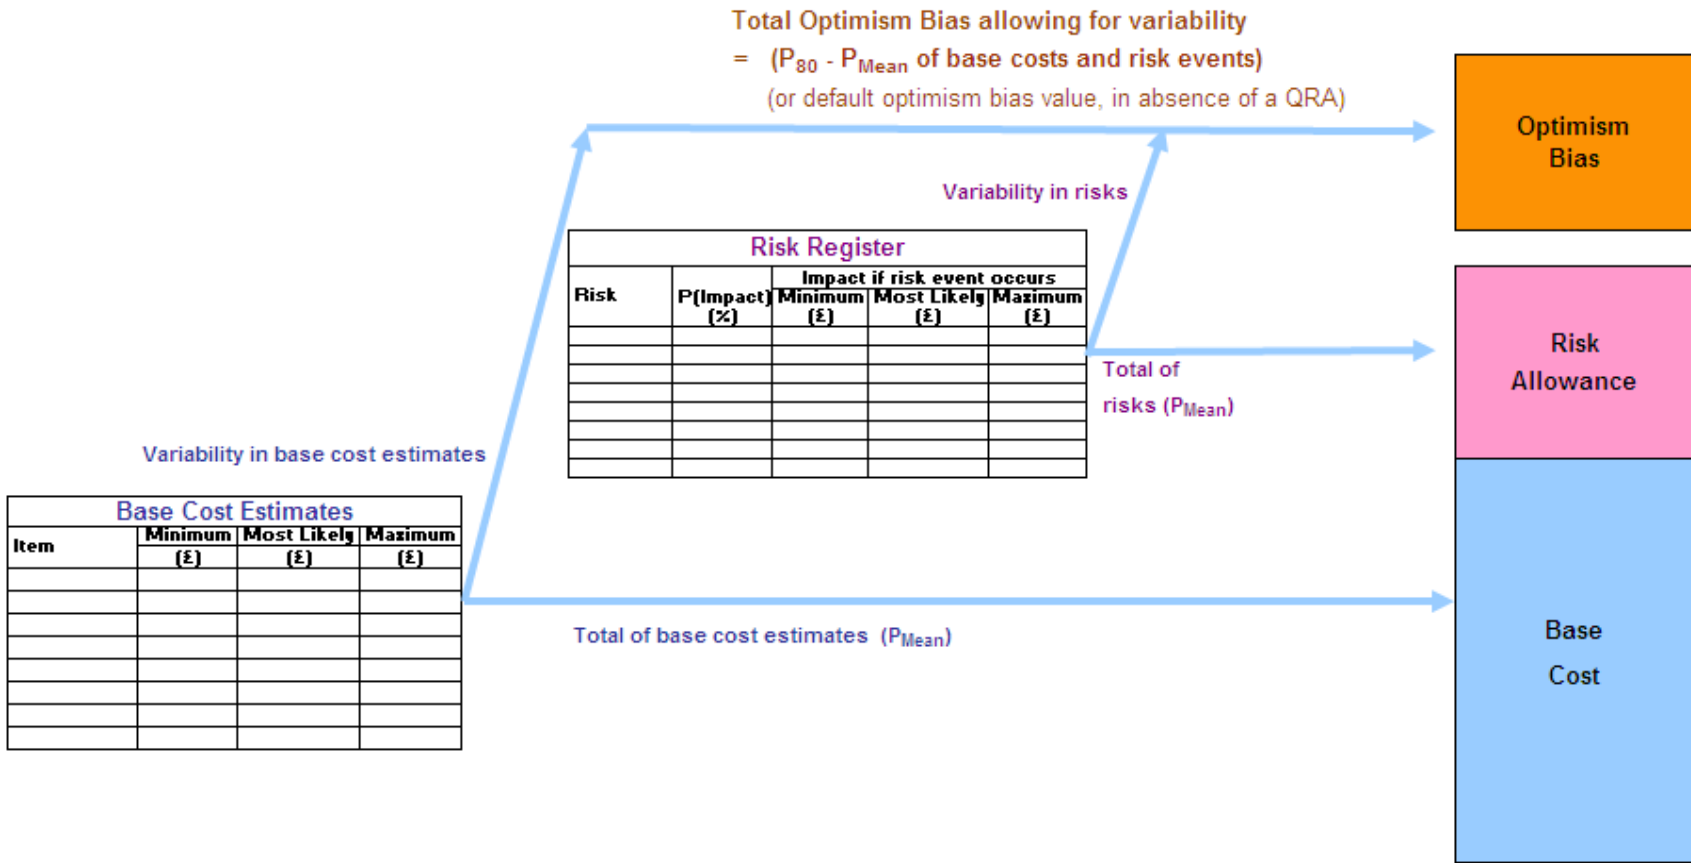 Total Optimism Bias allowing for variability
= (P80 - PMean of base costs and risk events)
(or default optimism bias value, in absence of a QRA)
Optimism
Bias
Variability in risks
Risk Register
Impact if risk event occurs
Risk
P(Impact) Minimum Most Likely Maximum
(%) (£) (£) (£)
Total of
risks (PMean)
Risk
Allowance
Variability in base cost estimates
Base Cost Estimates
Item
Minimum Most Likely Maximum
(£) (£) (£)
Total of base cost estimates (PMean)
Base
Cost